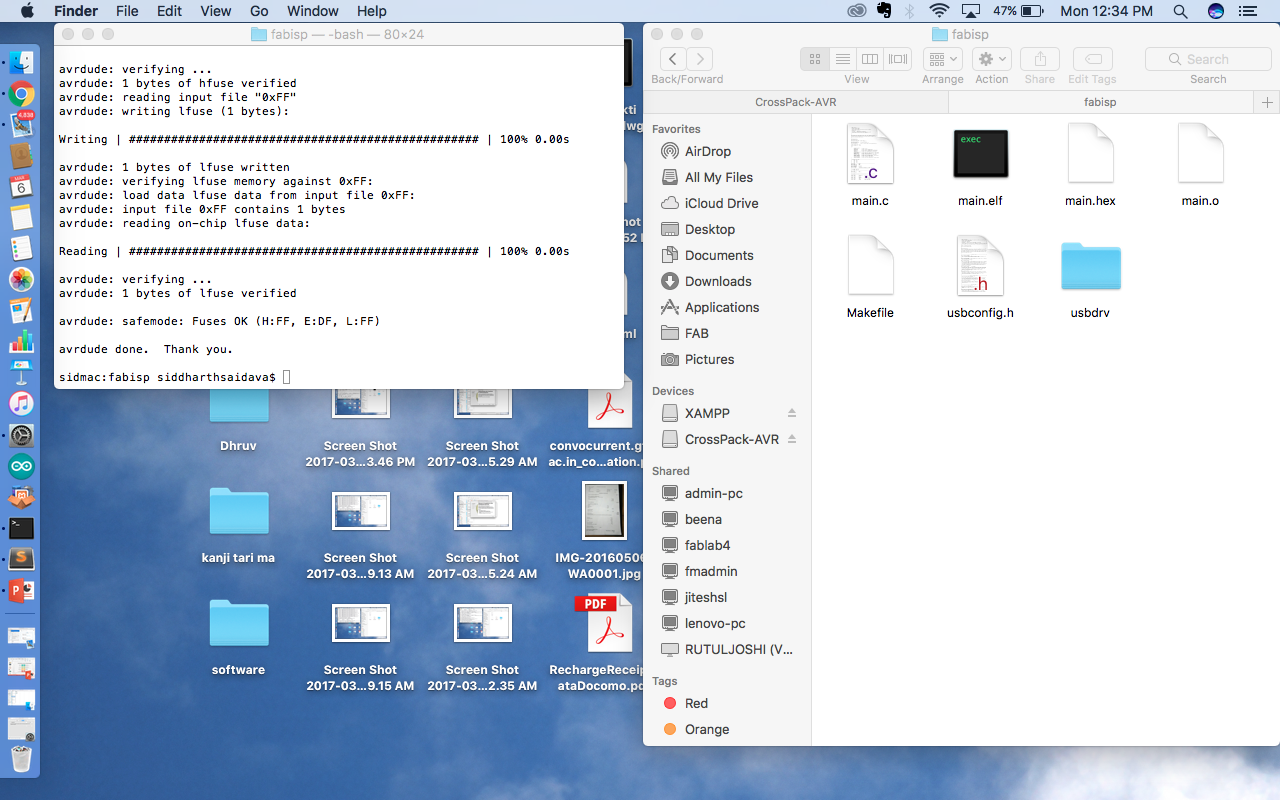 Finder File Edit View Go Window Help
47% Mon 12:34 PM
fabisp — -bash — 80×24
avrdude: verifying ...
avrdude: 1 bytes of hfuse verified
avrdude: reading input file "0xFF"
avrdude: writing lfuse (1 bytes):
Writing | ################################################## | 100% 0.00s
avrdude: 1 bytes of lfuse written
avrdude: verifying lfuse memory against 0xFF:
avrdude: load data lfuse data from input file 0xFF:
avrdude: input file 0xFF contains 1 bytes
avrdude: reading on-chip lfuse data:
Reading | ################################################## | 100% 0.00s
avrdude: verifying ...
avrdude: 1 bytes of lfuse verified
avrdude: safemode: Fuses OK (H:FF, E:DF, L:FF)
avrdude done.  Thank you.
sidmac:fabisp siddharthsaidava$
fabisp
Back/Forward View Arrange Action Share Edit Tags Search
Search
CrossPack-AVR fabisp
Favorites
AirDrop
All My Files
iCloud Drive
Desktop
Documents
Downloads
Applications
FAB
Pictures
Devices
XAMPP
CrossPack-AVR
Shared
admin-pc
beena
fablab4
fmadmin
jiteshsl
lenovo-pc
RUTULJOSHI (V...
Tags
Red
Orange
.c
exec
main.c main.elf main.hex main.o
.h
Makefile usbconfig.h usbdrv
4,838
MAR
6
Dhruv
Screen Shot
2017-03...3.46 PM
Screen Shot
2017-03...5.29 AM
convocurrent.g
ac.in_co...ation.
kanji tari ma
Screen Shot
2017-03...9.13 AM
Screen Shot
2017-03...5.24 AM
IMG-2016050
WA0001.jpg
software
Screen Shot
2017-03...9.15 AM
Screen Shot
2017-03...2.35 AM
PDF
RechargeReceip
ataDocomo.pd